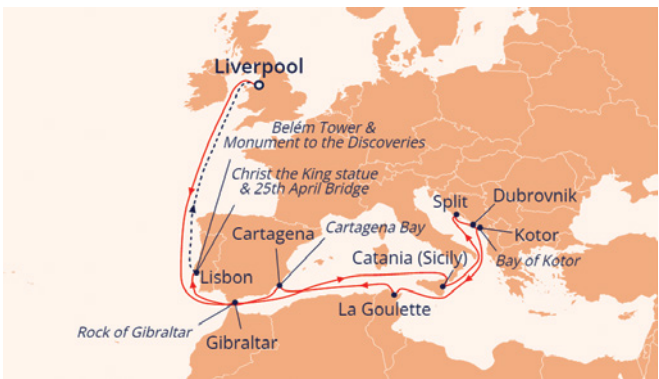 Liverpool
Belém Tower &
Monument to the Discoveries
Christ the King statue
& 25th April Bridge
Split
Dubrovnik
Kotor
Bay of Kotor
Cartagena
Cartagena Bay
Catania (Sicily)
Lisbon
La Goulette
Rock of Gibraltar
Gibraltar